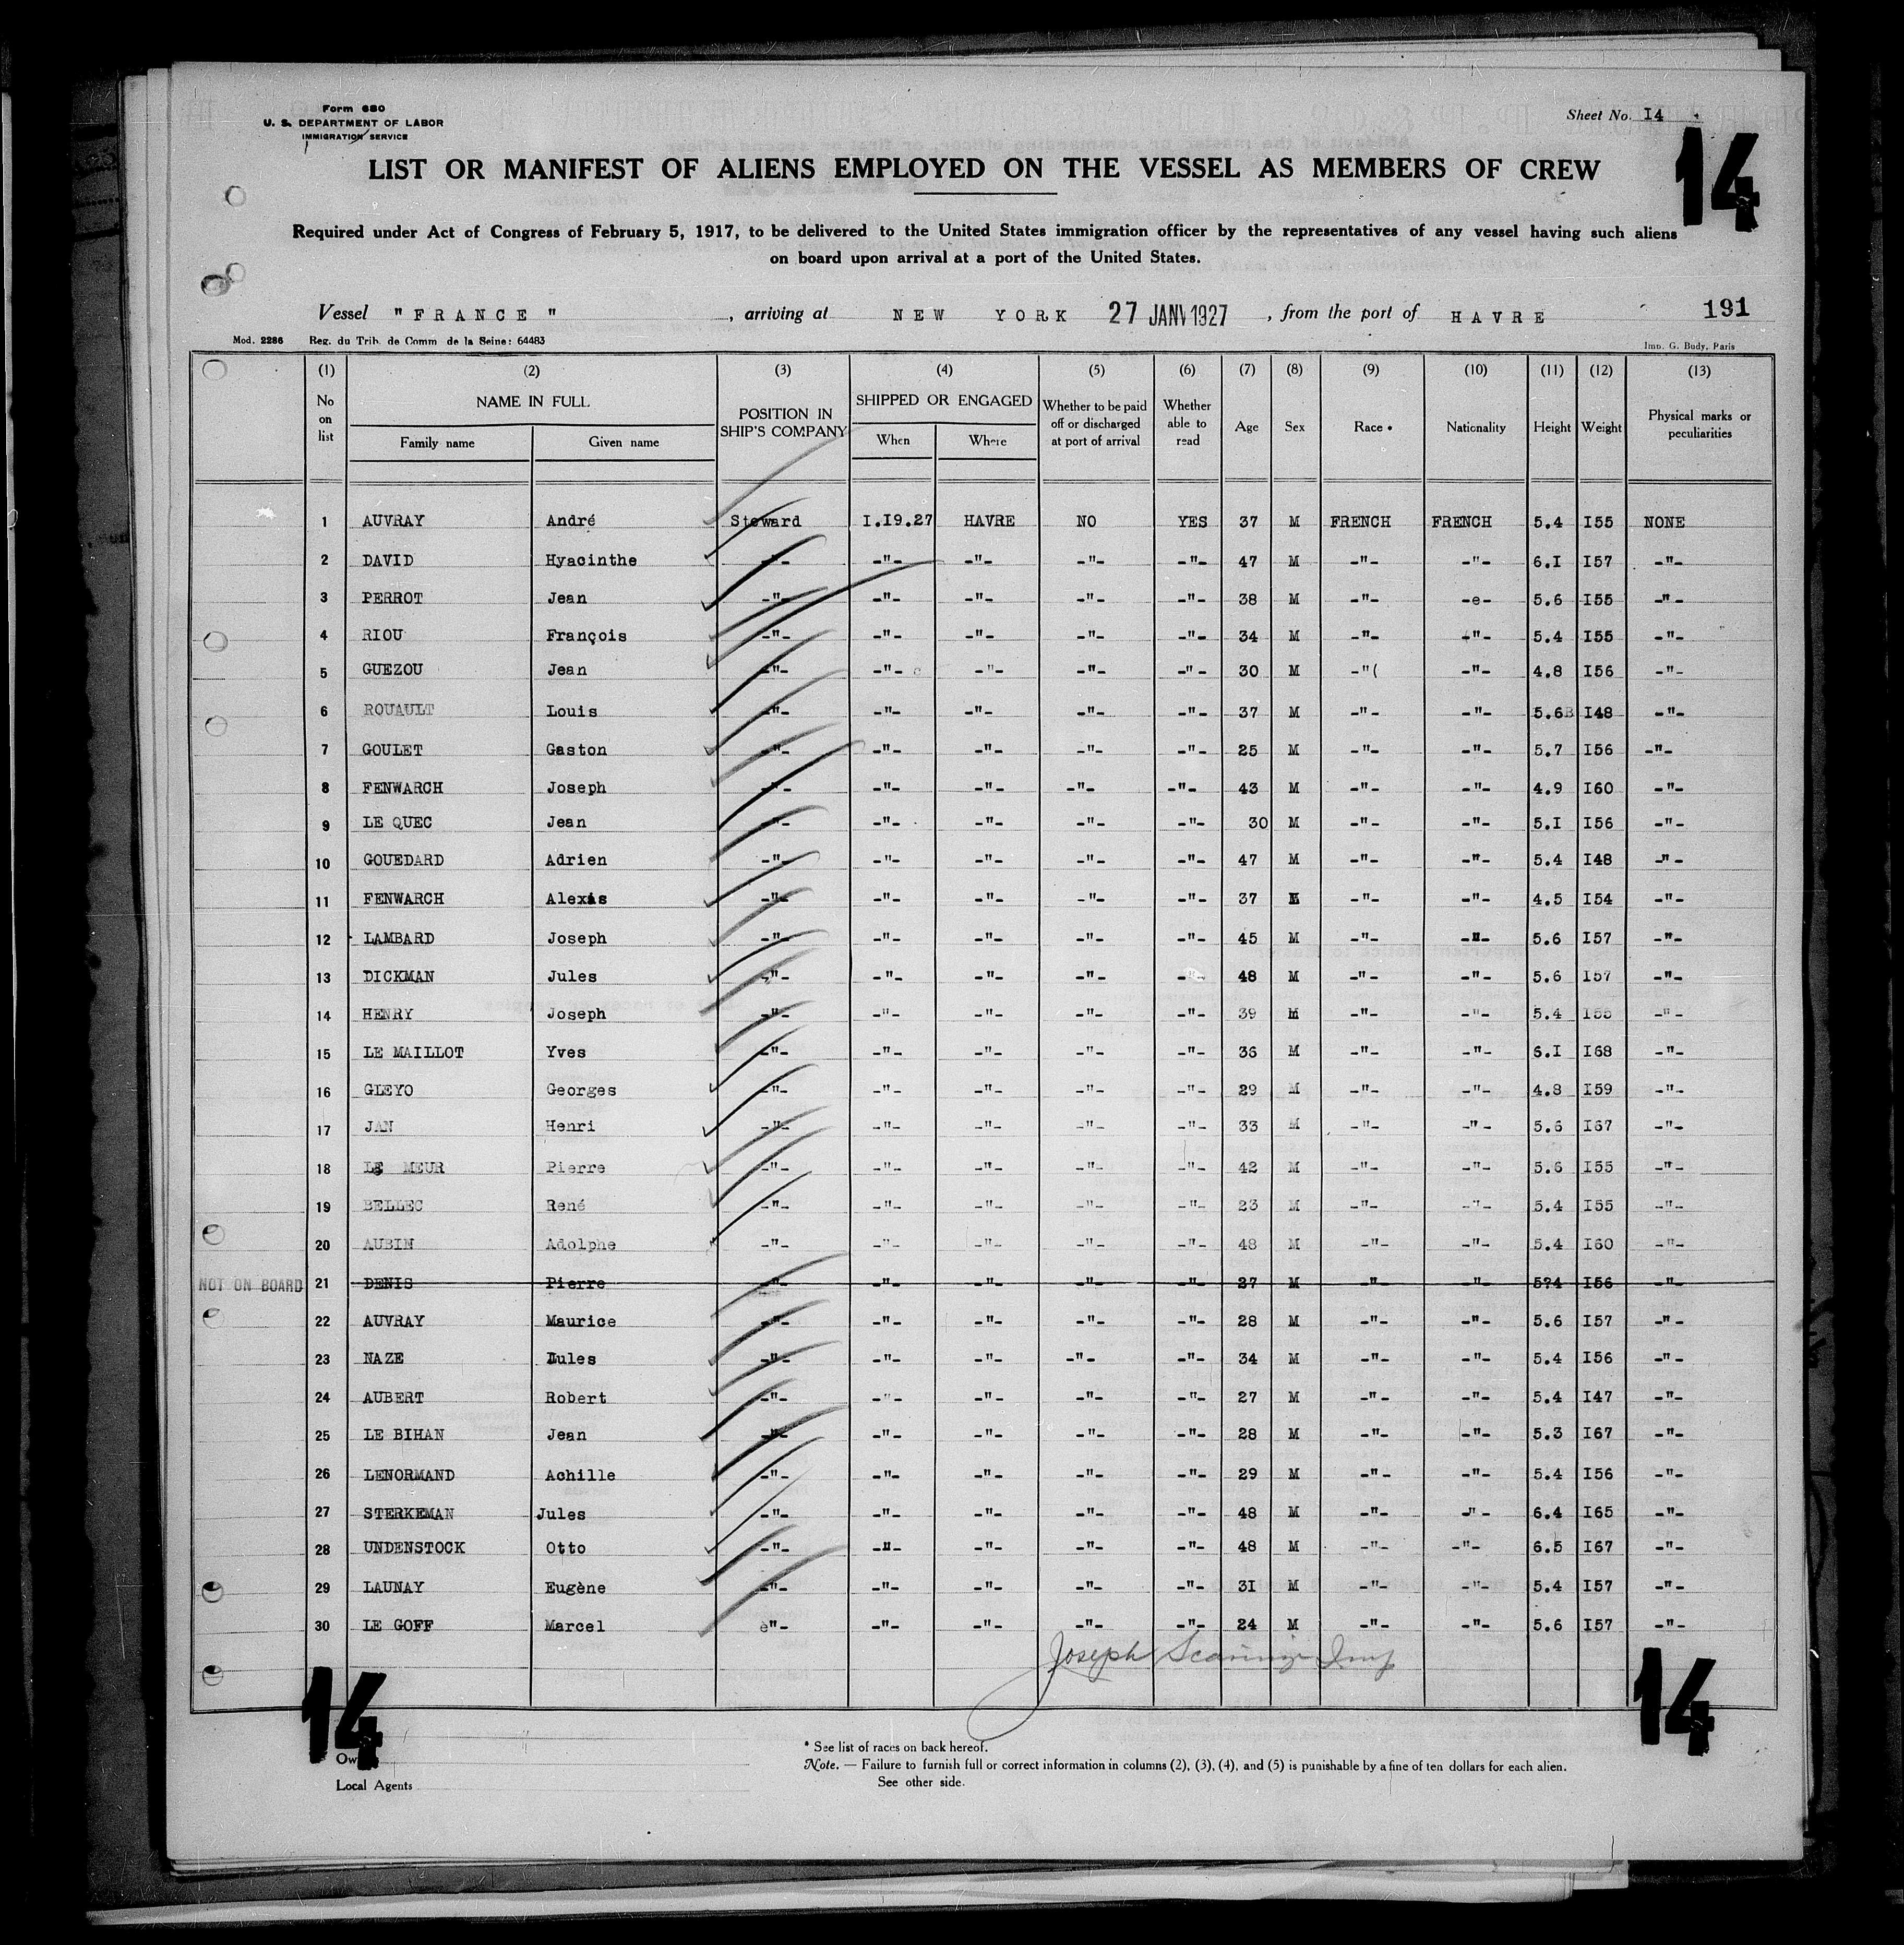 Form 680
U. S. DEPARTMENT OF LABOR
IMMIGRATION SERVICE
Sheet No. I4
14
LIST OR MANIFEST OF ALIENS EMPLOYED ON THE VESSEL AS MEMBERS OF CREW
Required under Act of Congress of February 5, 1917, to be delivered to the United States immigration officer by the representatives of any vessel having such aliens
on board upon arrival at a port of the United States.
Vessel "FRANCE" , arriving at NEW YORK 27 JANV 1927 , from the port of HAVRE 191
Mod. 2286 Reg. du Trib. de Comm de la Seine: 64483 Imp. G. Budy, Paris
(1) (2) (3) (4) (5) (6) (7) (8) (9) (10) (11) (12) (13)
No on list NAME IN FULL Family name Given name POSITION IN SHIP'S COMPANY SHIPPED OR ENGAGED When Where Whether to be paid off or discharged at port of arrival Whether able to read Age Sex Race * Nationality Height Weight Physical marks or peculiarities
1 AUVRAY André Steward I.I9.27 HAVRE NO YES 37 M FRENCH FRENCH 5.4 I55 NONE
2 DAVID Hyacinthe -"- -"- -"- -"- -"- 47 M -"- -"- 6.I I57 -"-
3 PERROT Jean -"- -"- -"- -"- -"- 38 M -"- -e- 5.6 I55 -"-
4 RIOU François -"- -"- -"- -"- -"- 34 M -"- -"- 5.4 I55 -"-
5 GUEZOU Jean -"- -"- -"- -"- -"- 30 M -"( -"- 4.8 I56 -"-
6 ROUAULT Louis -"- -"- -"- -"- -"- 37 M -"- -"- 5.6 I48 -"-
7 GOULET Gaston -"- -"- -"- -"- -"- 25 M -"- -"- 5.7 I56 -"-
8 FENWARCH Joseph -"- -"- -"- -"- -"- 43 M -"- -"- 4.9 I60 -"-
9 LE QUEC Jean -"- -"- -"- -"- -"- 30 M -"- -"- 5.I I56 -"-
10 GOUEDARD Adrien -"- -"- -"- -"- -"- 47 M -"- -"- 5.4 I48 -"-
11 FENWARCH Alexis -"- -"- -"- -"- -"- 37 M -"- -"- 4.5 I54 -"-
12 LAMBARD Joseph -"- -"- -"- -"- -"- 45 M -"- -"- 5.6 I57 -"-
13 DICKMAN Jules -"- -"- -"- -"- -"- 48 M -"- -"- 5.6 I57 -"-
14 HENRY Joseph -"- -"- -"- -"- -"- 39 M -"- -"- 5.4 I55 -"-
15 LE MAILLOT Yves -"- -"- -"- -"- -"- 36 M -"- -"- 6.I I68 -"-
16 GLEYO Georges -"- -"- -"- -"- -"- 29 M -"- -"- 4.8 I59 -"-
17 JAN Henri -"- -"- -"- -"- -"- 33 M -"- -"- 5.6 I67 -"-
18 LE MEUR Pierre -"- -"- -"- -"- -"- 42 M -"- -"- 5.6 I55 -"-
19 BELLEC René -"- -"- -"- -"- -"- 23 M -"- -"- 5.4 I55 -"-
20 AUBIN Adolphe -"- -"- -"- -"- -"- 48 M -"- -"- 5.4 I60 -"-
NOT ON BOARD 21 DENIS Pierre -"- -"- -"- -"- -"- 27 M -"- -"- 5?4 I56 -"-
22 AUVRAY Maurice -"- -"- -"- -"- -"- 28 M -"- -"- 5.6 I57 -"-
23 NAZE Jules -"- -"- -"- -"- -"- 34 M -"- -"- 5.4 I56 -"-
24 AUBERT Robert -"- -"- -"- -"- -"- 27 M -"- -"- 5.4 I47 -"-
25 LE BIHAN Jean -"- -"- -"- -"- -"- 28 M -"- -"- 5.3 I67 -"-
26 LENORMAND Achille -"- -"- -"- -"- -"- 29 M -"- -"- 5.4 I56 -"-
27 STERKEMAN Jules -"- -"- -"- -"- -"- 48 M -"- -"- 6.4 I65 -"-
28 UNDENSTOCK Otto -"- -"- -"- -"- -"- 48 M -"- -"- 6.5 I67 -"-
29 LAUNAY Eugène -"- -"- -"- -"- -"- 3I M -"- -"- 5.4 I57 -"-
30 LE GOFF Marcel è"- -"- -"- -"- -"- 24 M -"- -"- 5.6 I57 -"-
Joseph
14 14
Local Agents
* See list of races on back hereof.
Note. — Failure to furnish full or correct information in columns (2), (3), (4), and (5) is punishable by a fine of ten dollars for each alien.
See other side.